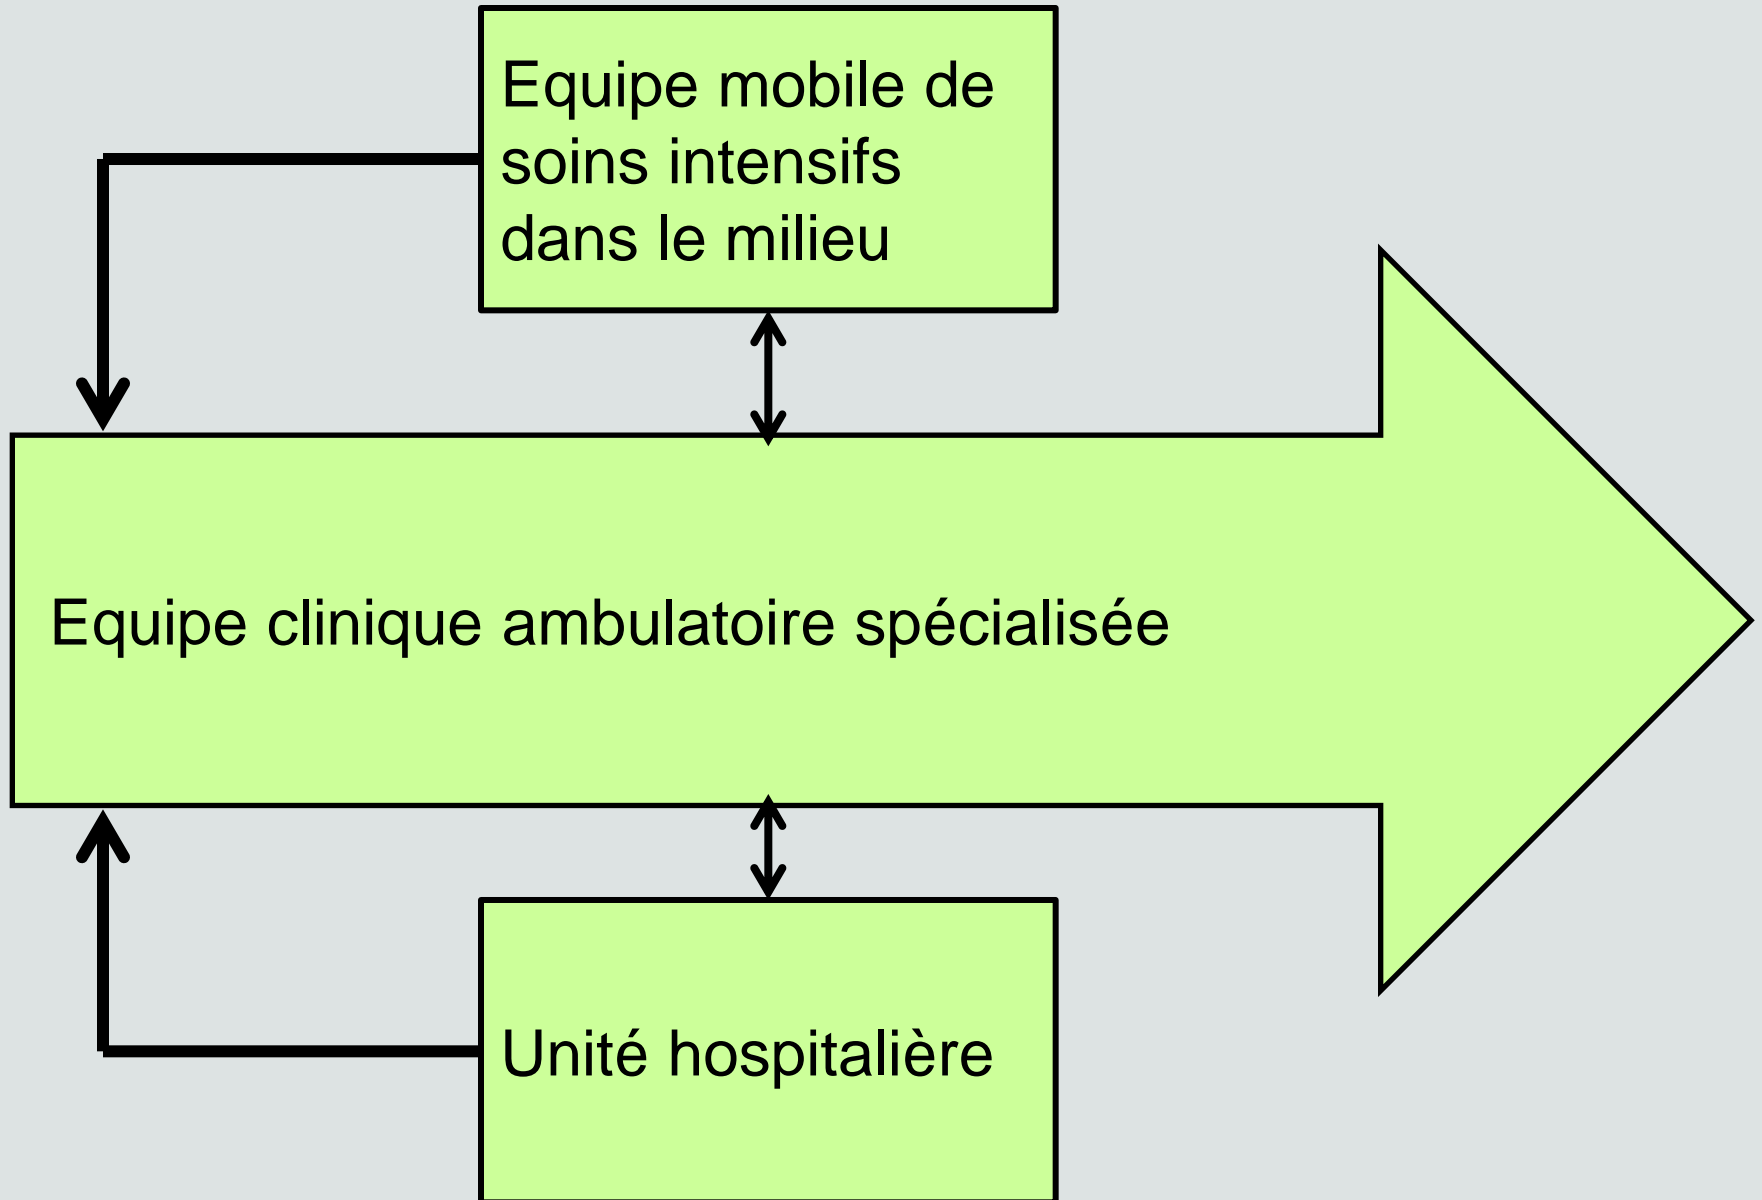 Equipe mobile de
soins intensifs
dans le milieu
Equipe clinique ambulatoire spécialisée
Unité hospitalière